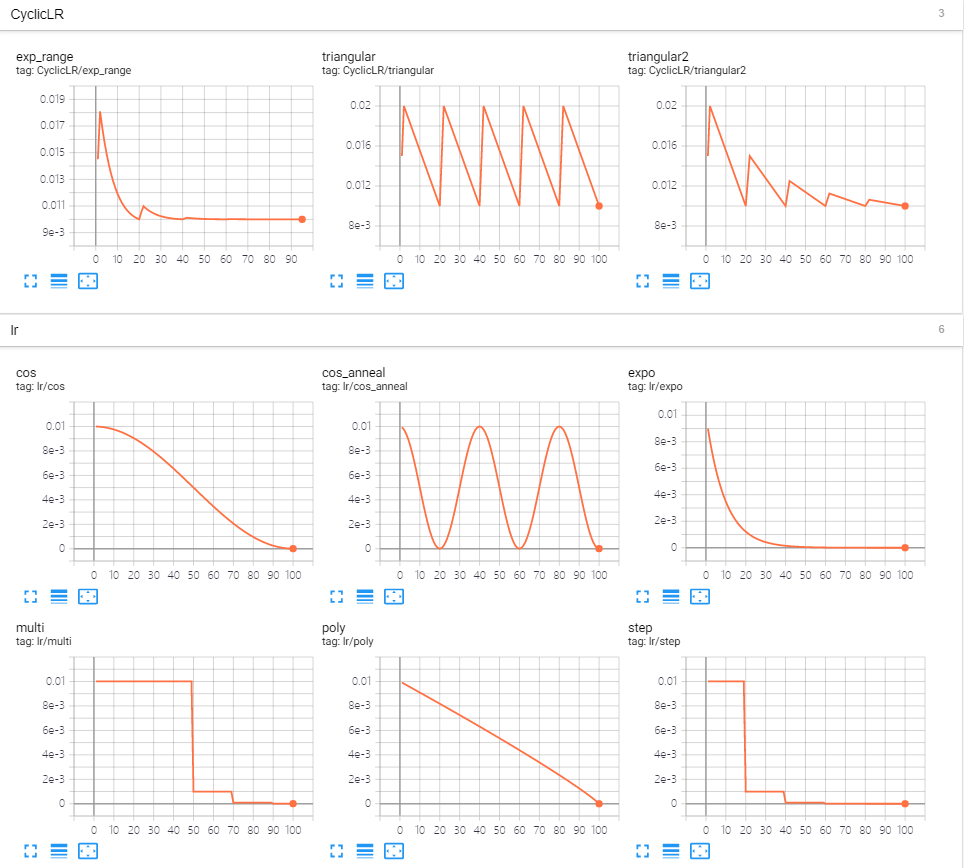 CyclicLR 3
exp_range
tag: CyclicLR/exp_range
0.019
0.017
0.015
0.013
0.011
9e-3
0 10 20 30 40 50 60 70 80 90
triangular
tag: CyclicLR/triangular
0.02
0.016
0.012
8e-3
0 10 20 30 40 50 60 70 80 90 100
triangular2
tag: CyclicLR/triangular2
0.02
0.016
0.012
8e-3
0 10 20 30 40 50 60 70 80 90 100
lr 6
cos
tag: lr/cos
0.01
8e-3
6e-3
4e-3
2e-3
0
0 10 20 30 40 50 60 70 80 90 100
cos_anneal
tag: lr/cos_anneal
0.01
8e-3
6e-3
4e-3
2e-3
0
0 10 20 30 40 50 60 70 80 90 100
expo
tag: lr/expo
0.01
8e-3
6e-3
4e-3
2e-3
0
0 10 20 30 40 50 60 70 80 90 100
multi
tag: lr/multi
0.01
8e-3
6e-3
4e-3
2e-3
0
0 10 20 30 40 50 60 70 80 90 100
poly
tag: lr/poly
0.01
8e-3
6e-3
4e-3
2e-3
0
0 10 20 30 40 50 60 70 80 90 100
step
tag: lr/step
0.01
8e-3
6e-3
4e-3
2e-3
0
0 10 20 30 40 50 60 70 80 90 100